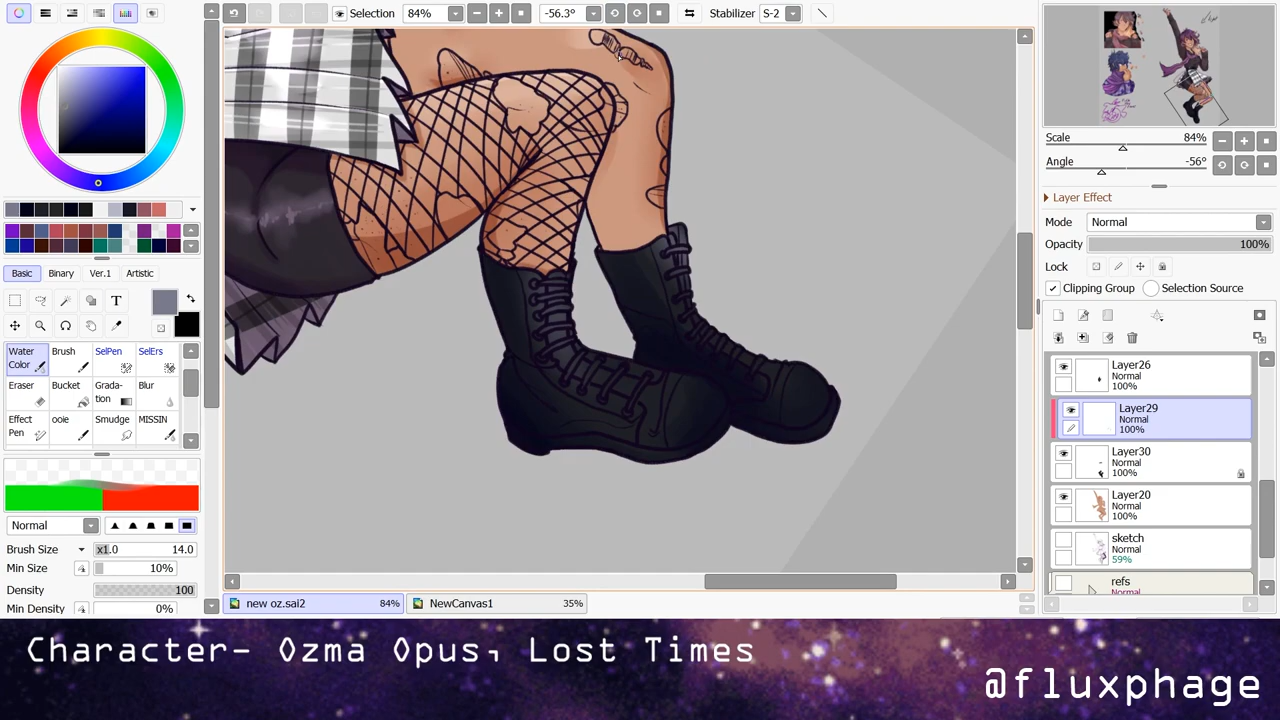 Selection 84% -56.3° Stabilizer S-2
Scale 84%
Angle -56°
Layer Effect
Mode Normal
Opacity 100%
Lock
Clipping Group Selection Source
Basic Binary Ver.1 Artistic
T
Water Color Brush SelPen SelErs
Eraser Bucket Grada-tion Blur
Effect Pen ooie Smudge MISSIN
Normal
Brush Size x1.0 14.0
Min Size 10%
Density 100
Min Density 0%
Layer26
Normal
100%
Layer29
Normal
100%
Layer30
Normal
100%
Layer20
Normal
100%
sketch
Normal
59%
refs
Normal
new oz.sai2 84% NewCanvas1 35%
Character- Ozma Opus, Lost Times
@fluxphage